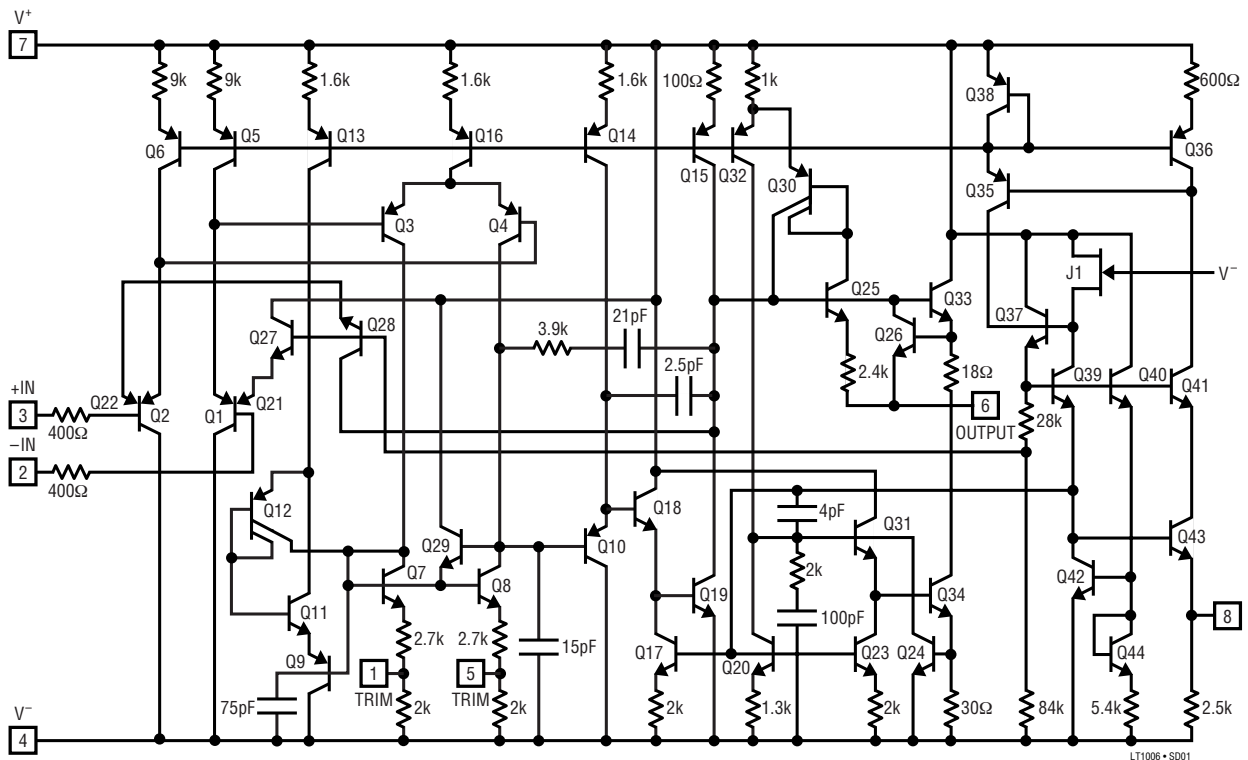 V+
7
9k
9k
1.6k
1.6k
1.6k
100Ω
1k
Q38
600Ω
Q6
Q5
Q13
Q16
Q14
Q15
Q32
Q30
Q35
Q36
Q3
Q4
J1
V−
Q25
Q33
Q37
Q27
Q28
3.9k
21pF
Q26
2.5pF
2.4k
18Ω
Q39
Q40
Q41
+IN
3
400Ω
Q22
Q2
Q1
Q21
6
OUTPUT
28k
−IN
2
400Ω
Q12
Q18
4pF
Q31
Q29
Q10
Q43
Q7
Q8
2k
Q42
Q11
Q19
100pF
Q34
8
2.7k
2.7k
15pF
Q17
Q20
Q23
Q24
Q44
Q9
1
TRIM
5
TRIM
75pF
2k
2k
2k
1.3k
2k
30Ω
84k
5.4k
2.5k
V−
4
LT1006 • SD01